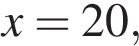 x = 20,